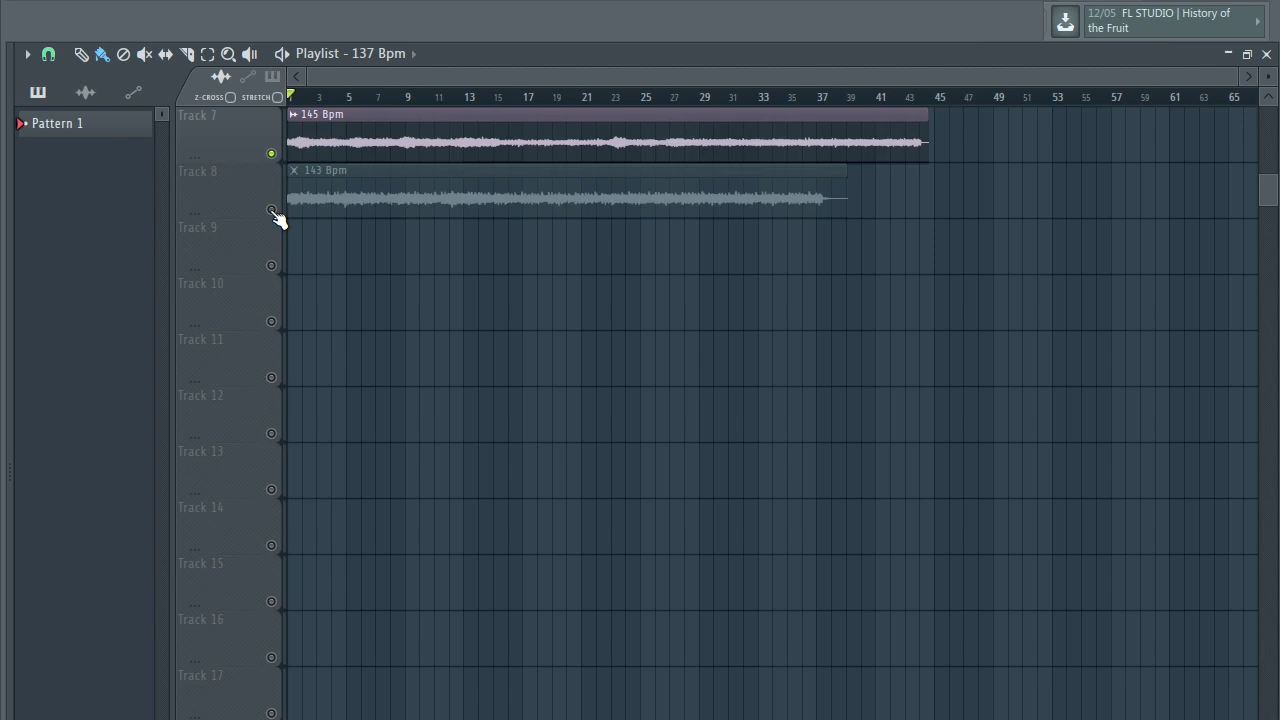 12/05 FL STUDIO | History of
the Fruit
Playlist - 137 Bpm
Z-CROSS STRETCH
1 3 5 7 9 11 13 15 17 19 21 23 25 27 29 31 33 35 37 39 41 43 45 47 49 51 53 55 57 59 61 63 65
Pattern 1
Track 7
145 Bpm
...
Track 8
143 Bpm
...
Track 9
...
Track 10
...
Track 11
...
Track 12
...
Track 13
...
Track 14
...
Track 15
...
Track 16
...
Track 17
...